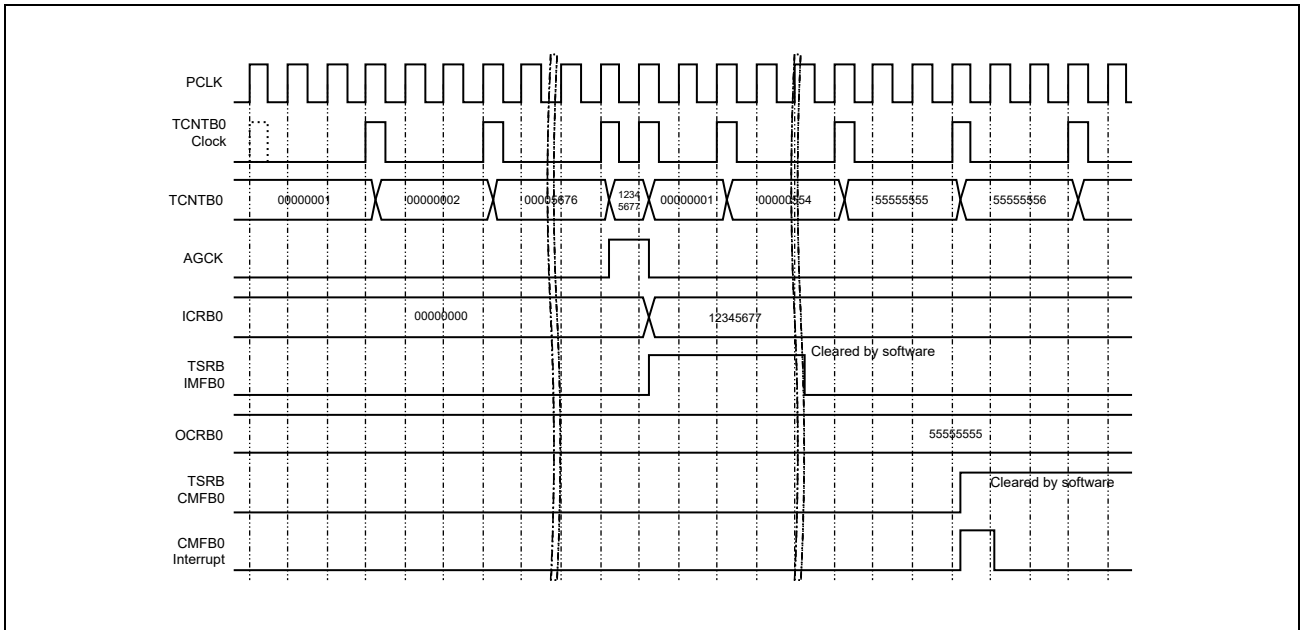 PCLK
TCNTB0
Clock
TCNTB0
00000001
00000002
00005676
1234
5677
00000001
00000554
55555555
55555556
AGCK
ICRB0
00000000
12345677
TSRB
IMFB0
Cleared by software
OCRB0
55555555
TSRB
CMFB0
Cleared by software
CMFB0
Interrupt